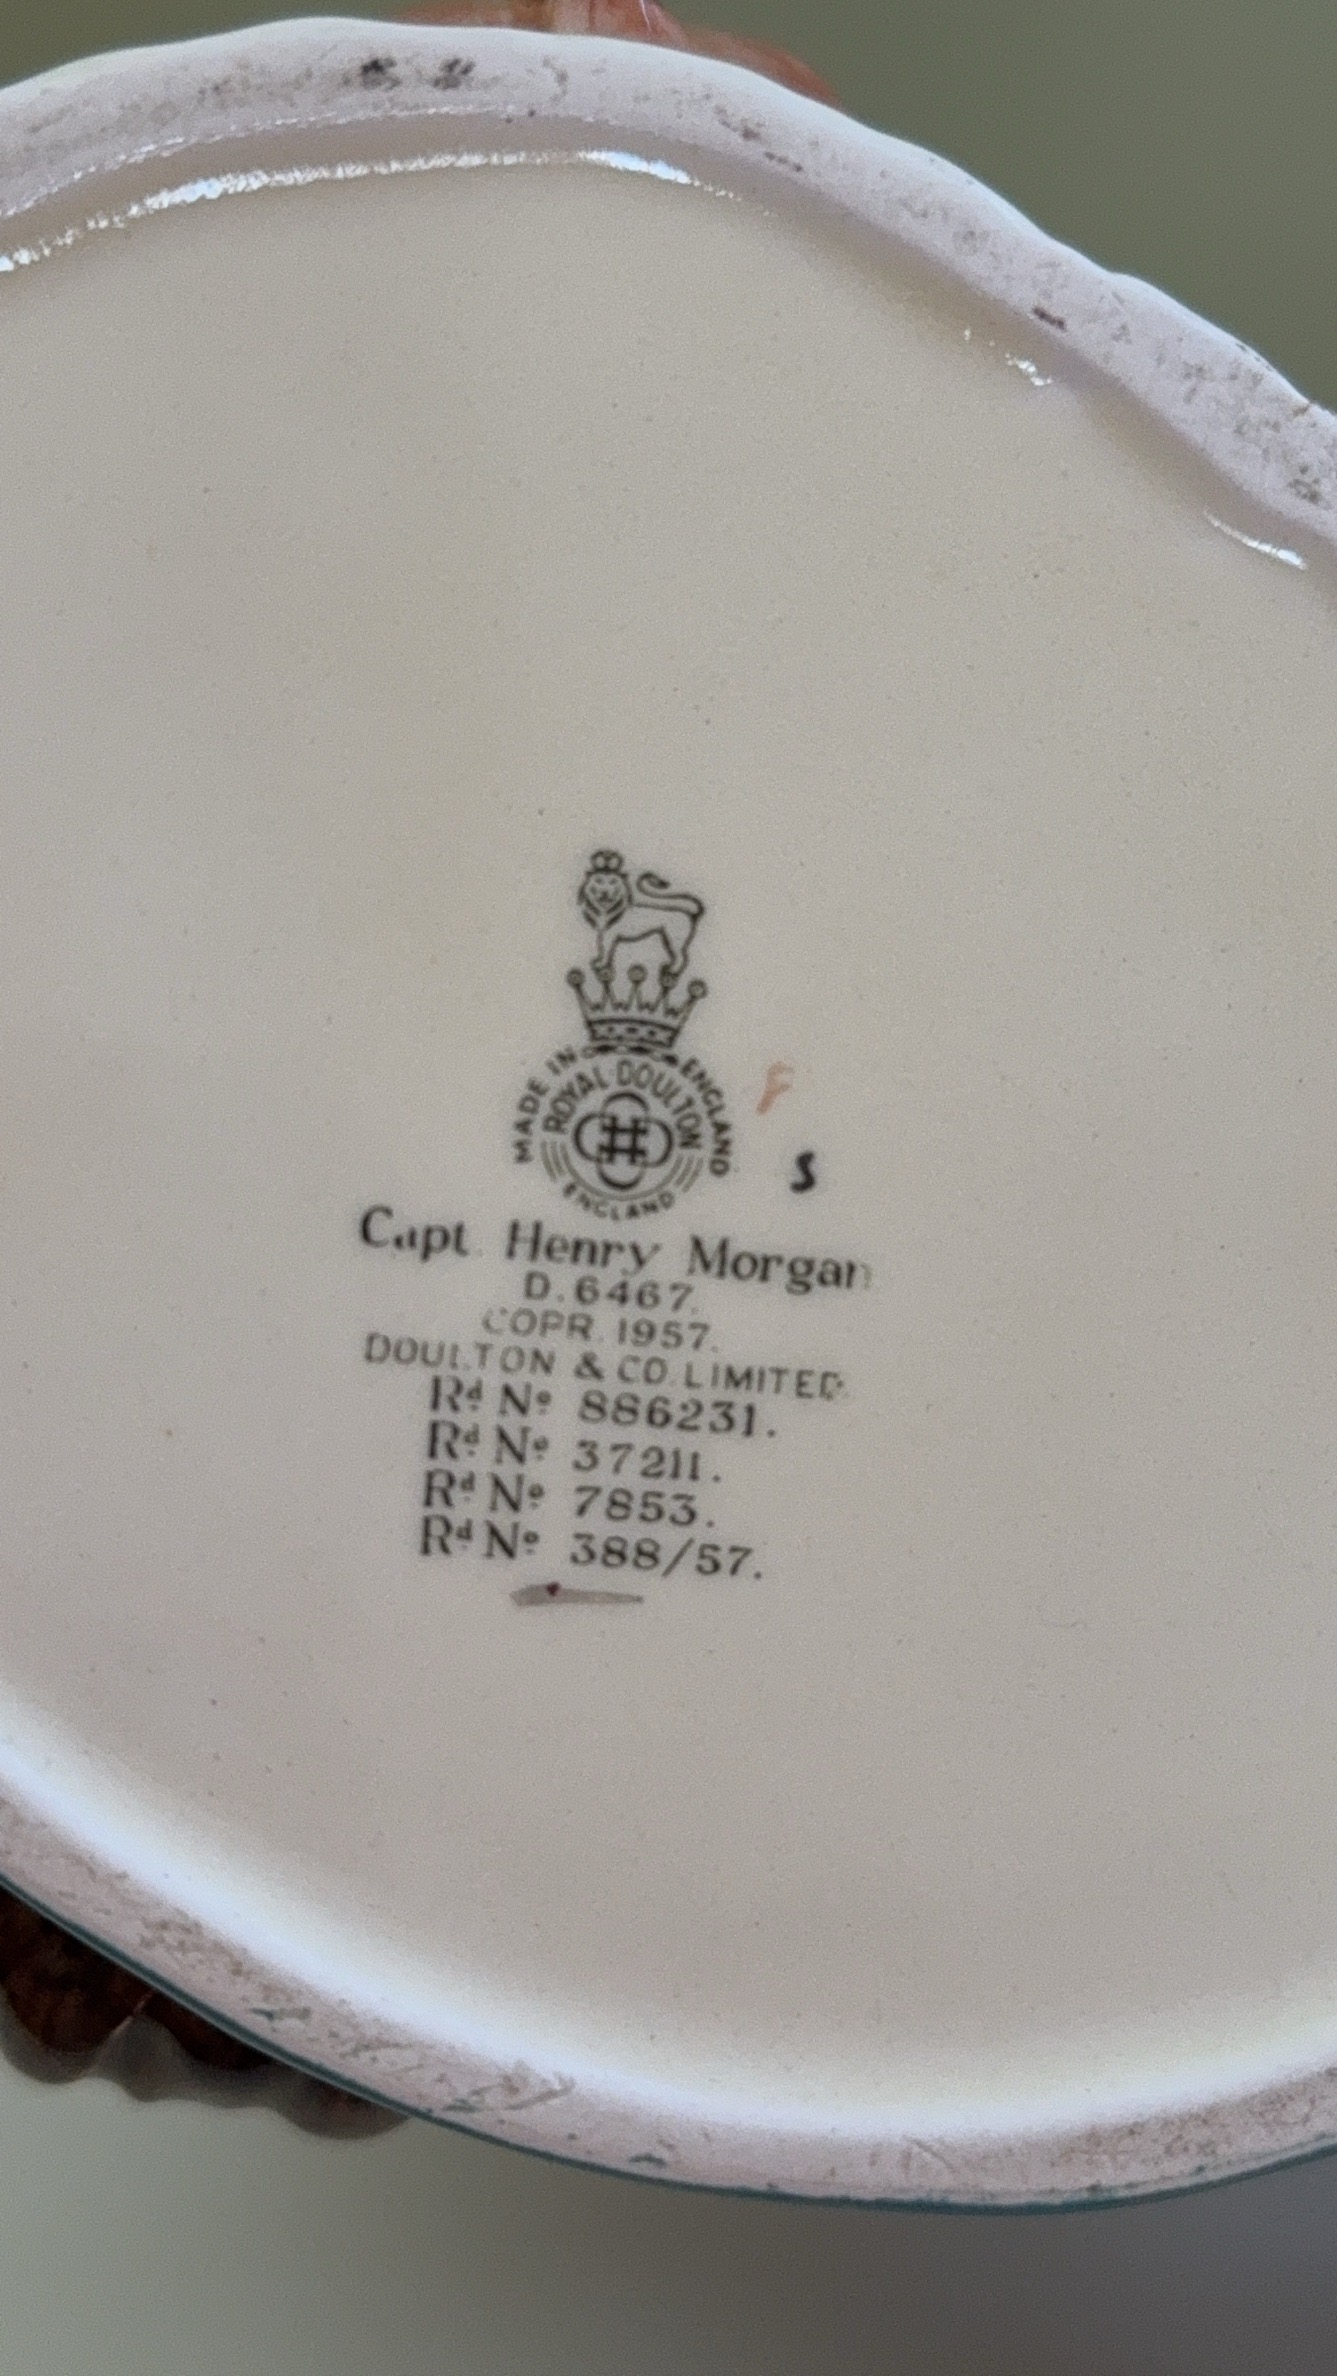 MADE IN ENGLAND
ROYAL DOULTON
ENGLAND
F
S
Capt. Henry Morgan
D.6467.
COPR. 1957.
DOULTON & CO. LIMITED.
Rd No 886231.
Rd No 37211.
Rd No 7853.
Rd No 388/57.